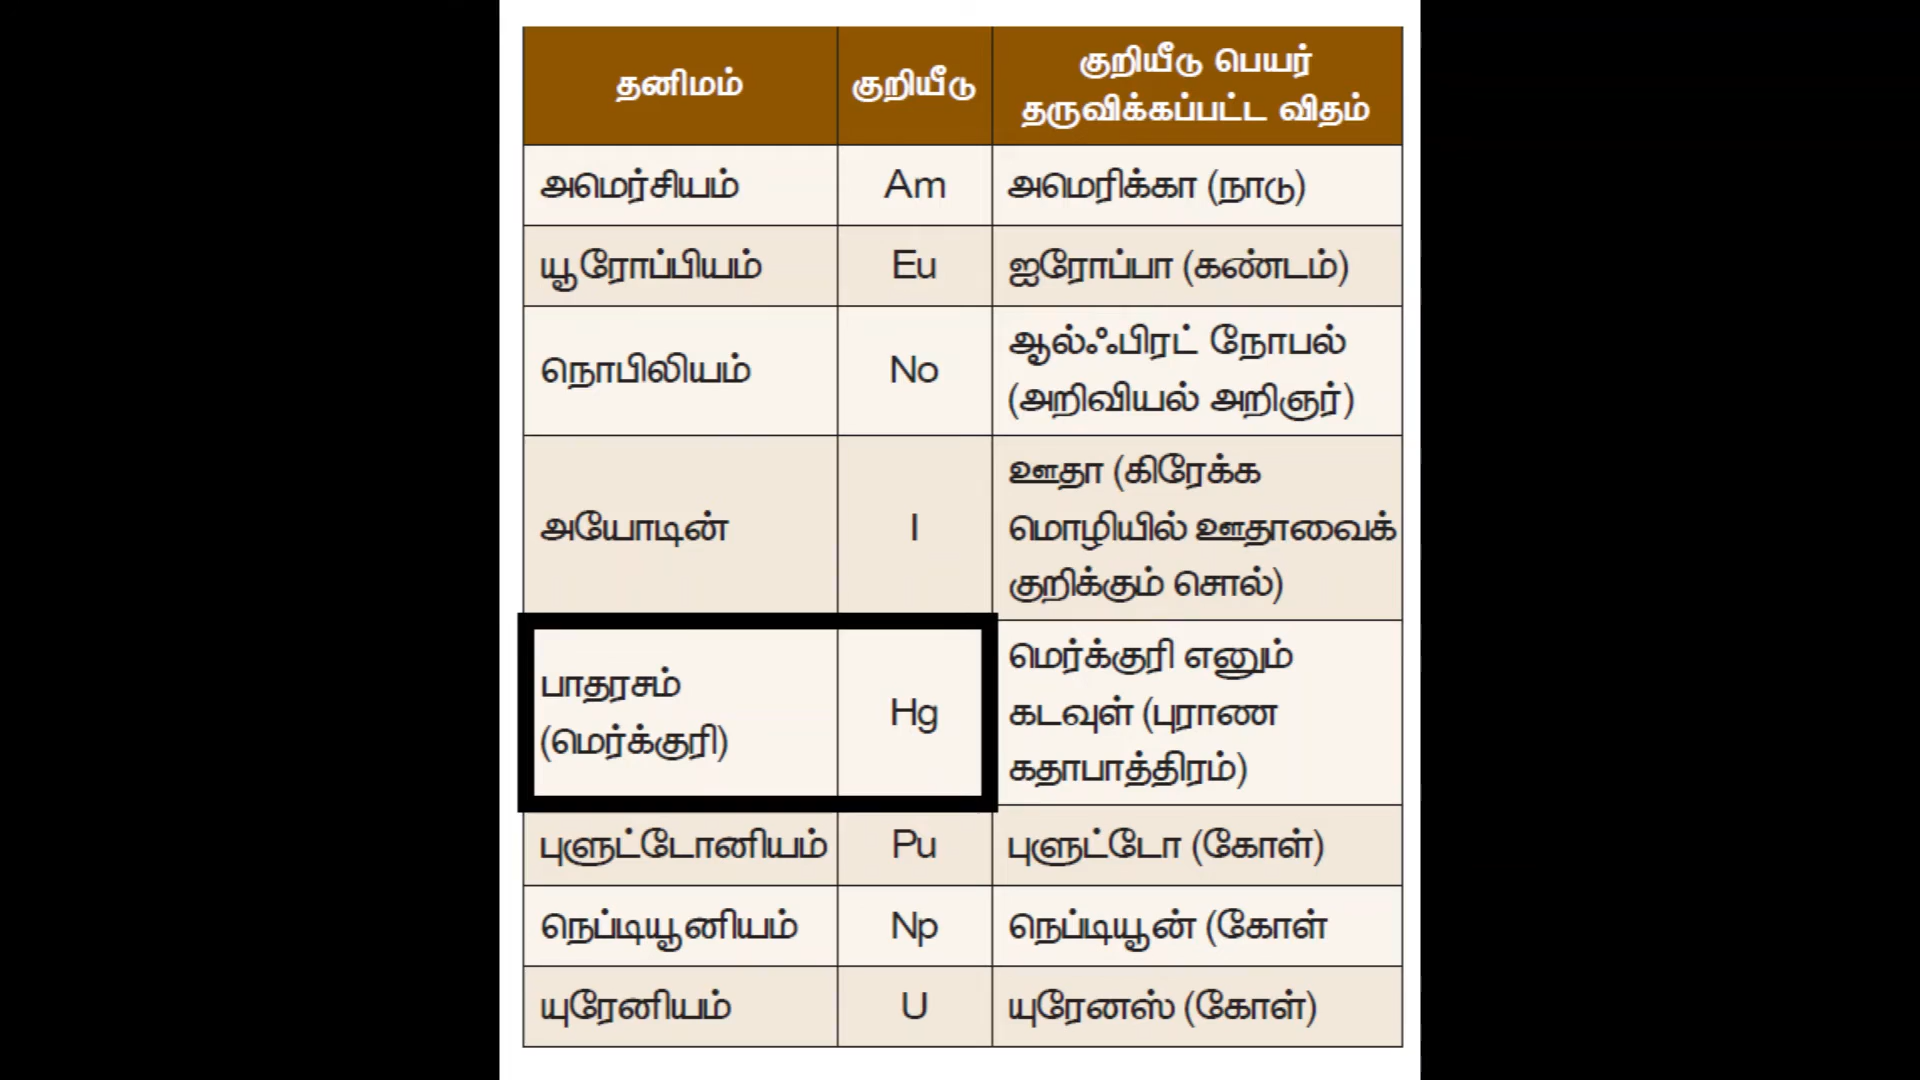 தனிமம் குறியீடு குறியீடு பெயர்
தருவிக்கப்பட்ட விதம்
அமெர்சியம் Am அமெரிக்கா (நாடு)
யூரோப்பியம் Eu ஐரோப்பா (கண்டம்)
நொபிலியம் No ஆல்ஃபிரட் நோபல்
(அறிவியல் அறிஞர்)
அயோடின் I ஊதா (கிரேக்க
மொழியில் ஊதாவைக்
குறிக்கும் சொல்)
பாதரசம்
(மெர்க்குரி) Hg மெர்க்குரி எனும்
கடவுள் (புராண
கதாபாத்திரம்)
புளுட்டோனியம் Pu புளுட்டோ (கோள்)
நெப்டியூனியம் Np நெப்டியூன் (கோள்
யுரேனியம் U யுரேனஸ் (கோள்)